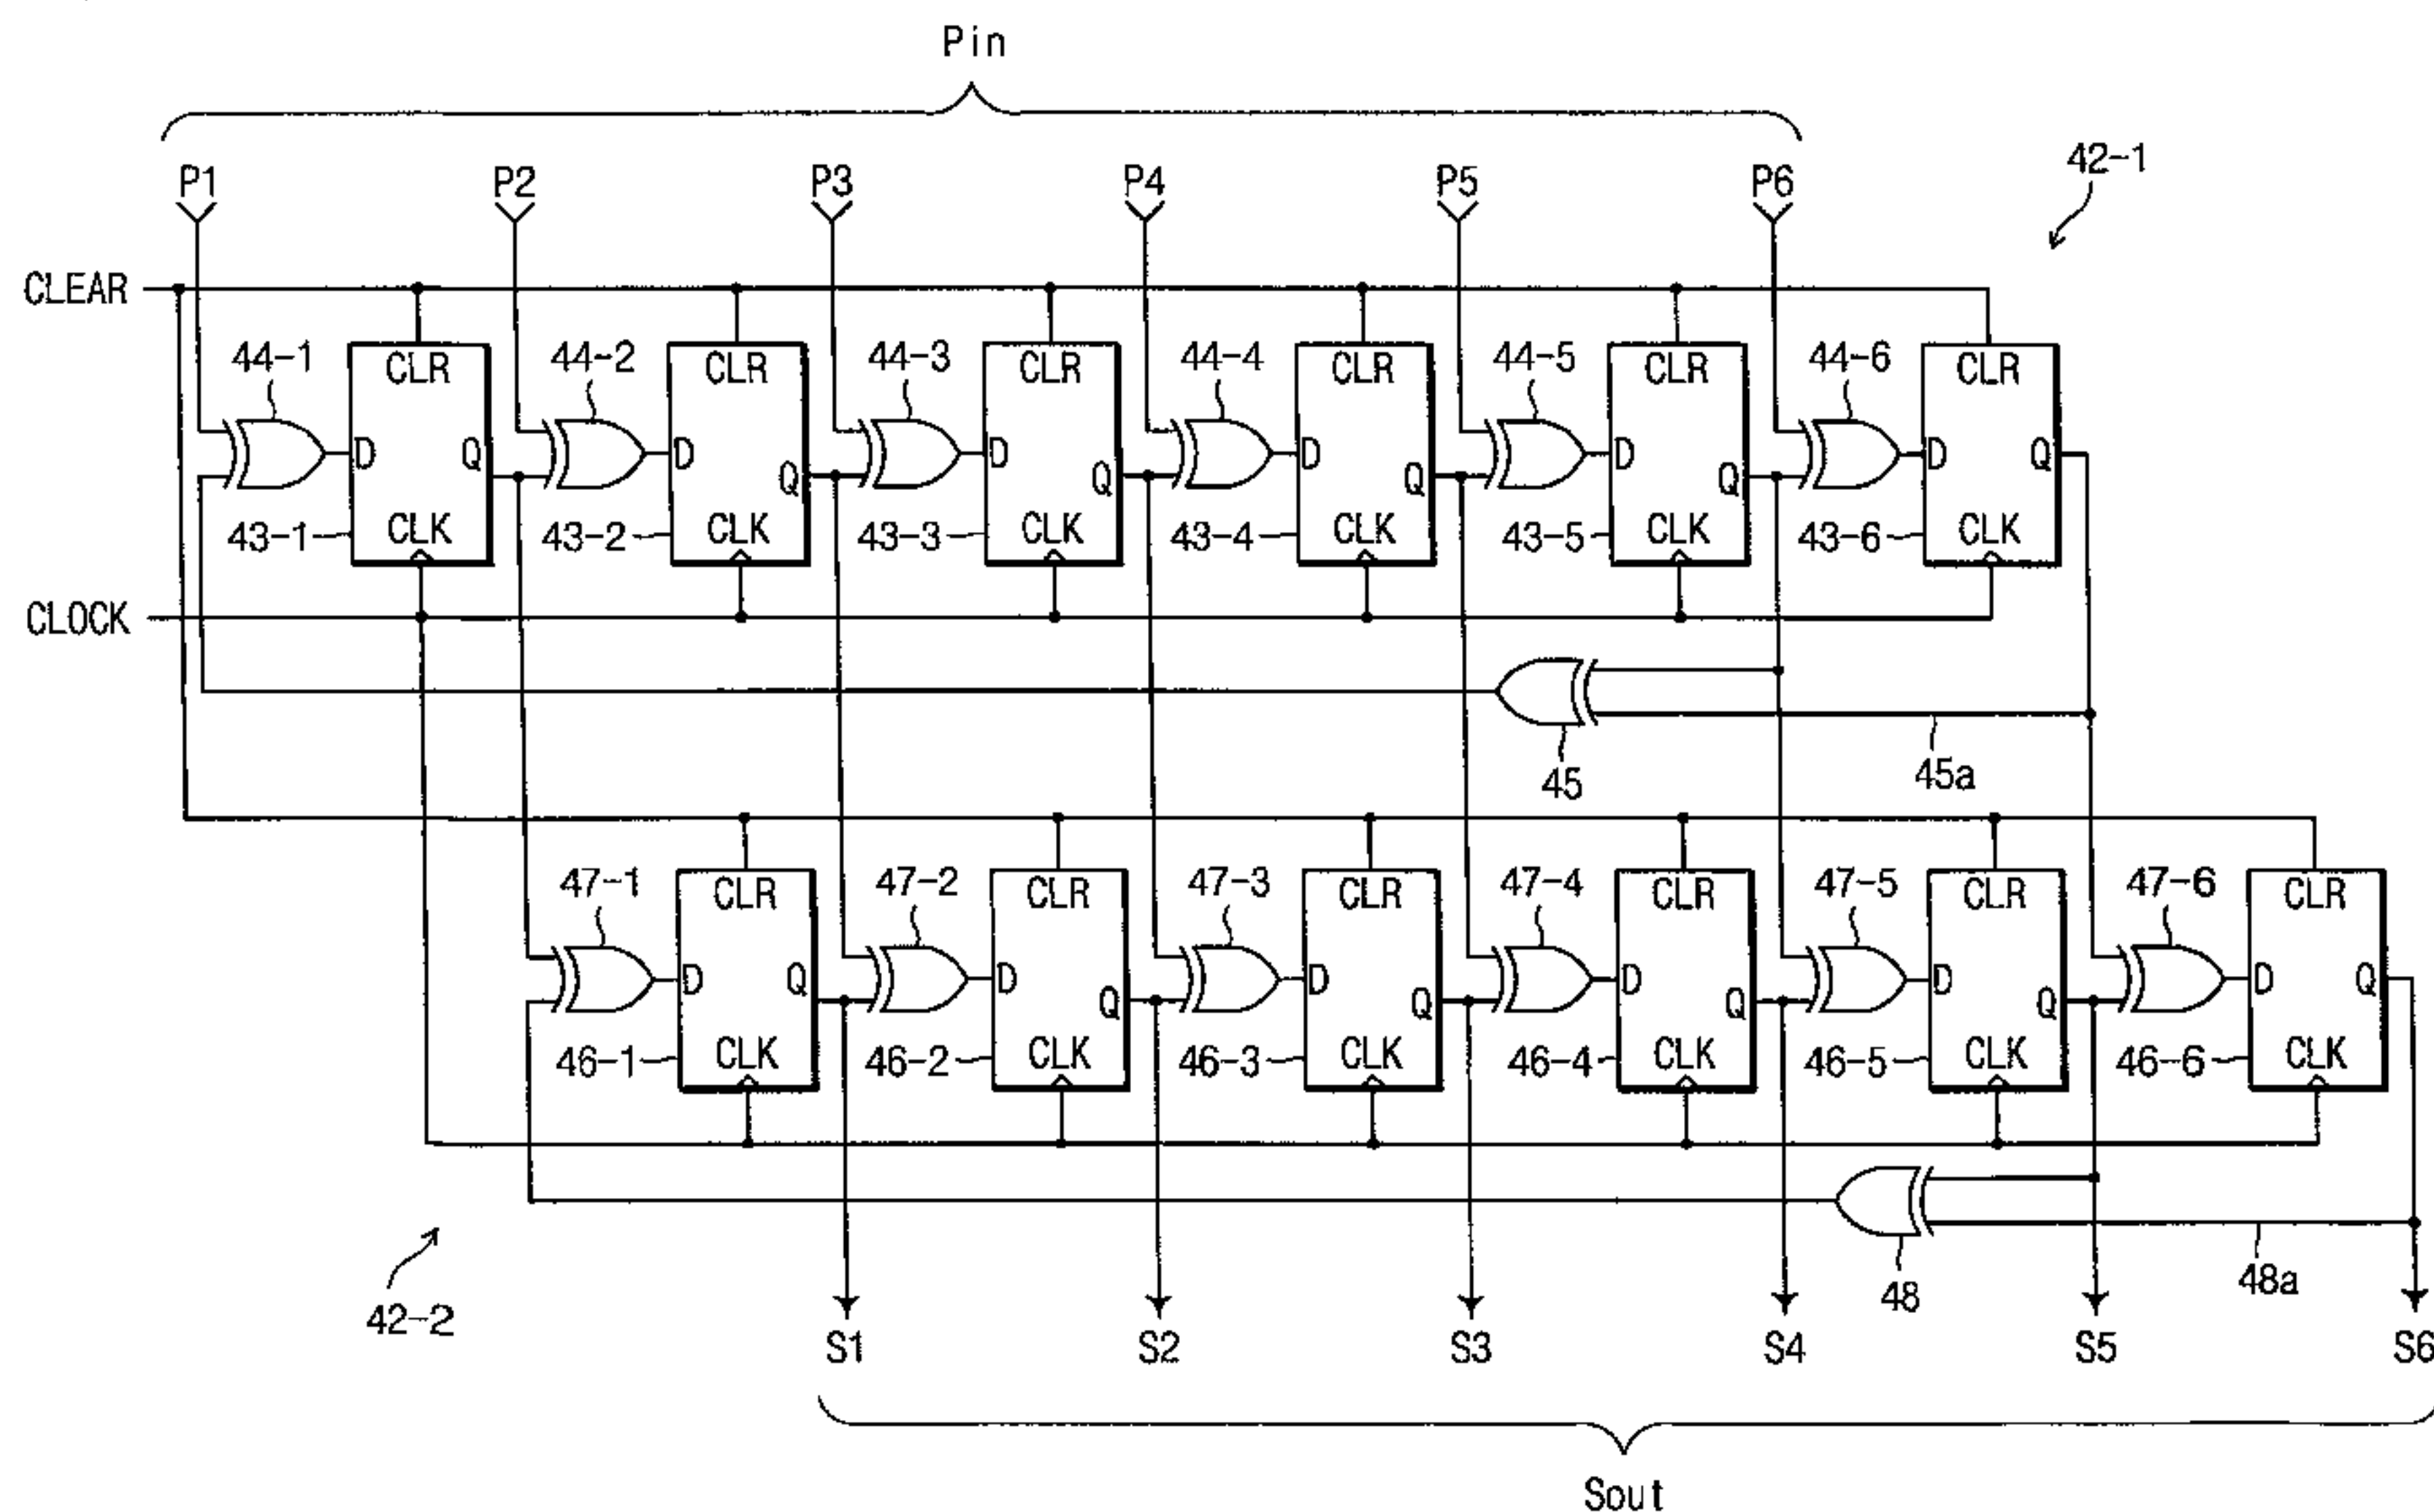 Pin
P1 P2 P3 P4 P5 P6 42-1
CLEAR
44-1 44-2 44-3 44-4 44-5 44-6
CLR CLR CLR CLR CLR CLR
D Q D Q D Q D Q D Q D Q
43-1 CLK 43-2 CLK 43-3 CLK 43-4 CLK 43-5 CLK 43-6 CLK
CLOCK
45 45a
47-1 47-2 47-3 47-4 47-5 47-6
CLR CLR CLR CLR CLR CLR
D Q D Q D Q D Q D Q D Q
46-1 CLK 46-2 CLK 46-3 CLK 46-4 CLK 46-5 CLK 46-6 CLK
42-2 48 48a
S1 S2 S3 S4 S5 S6
Sout